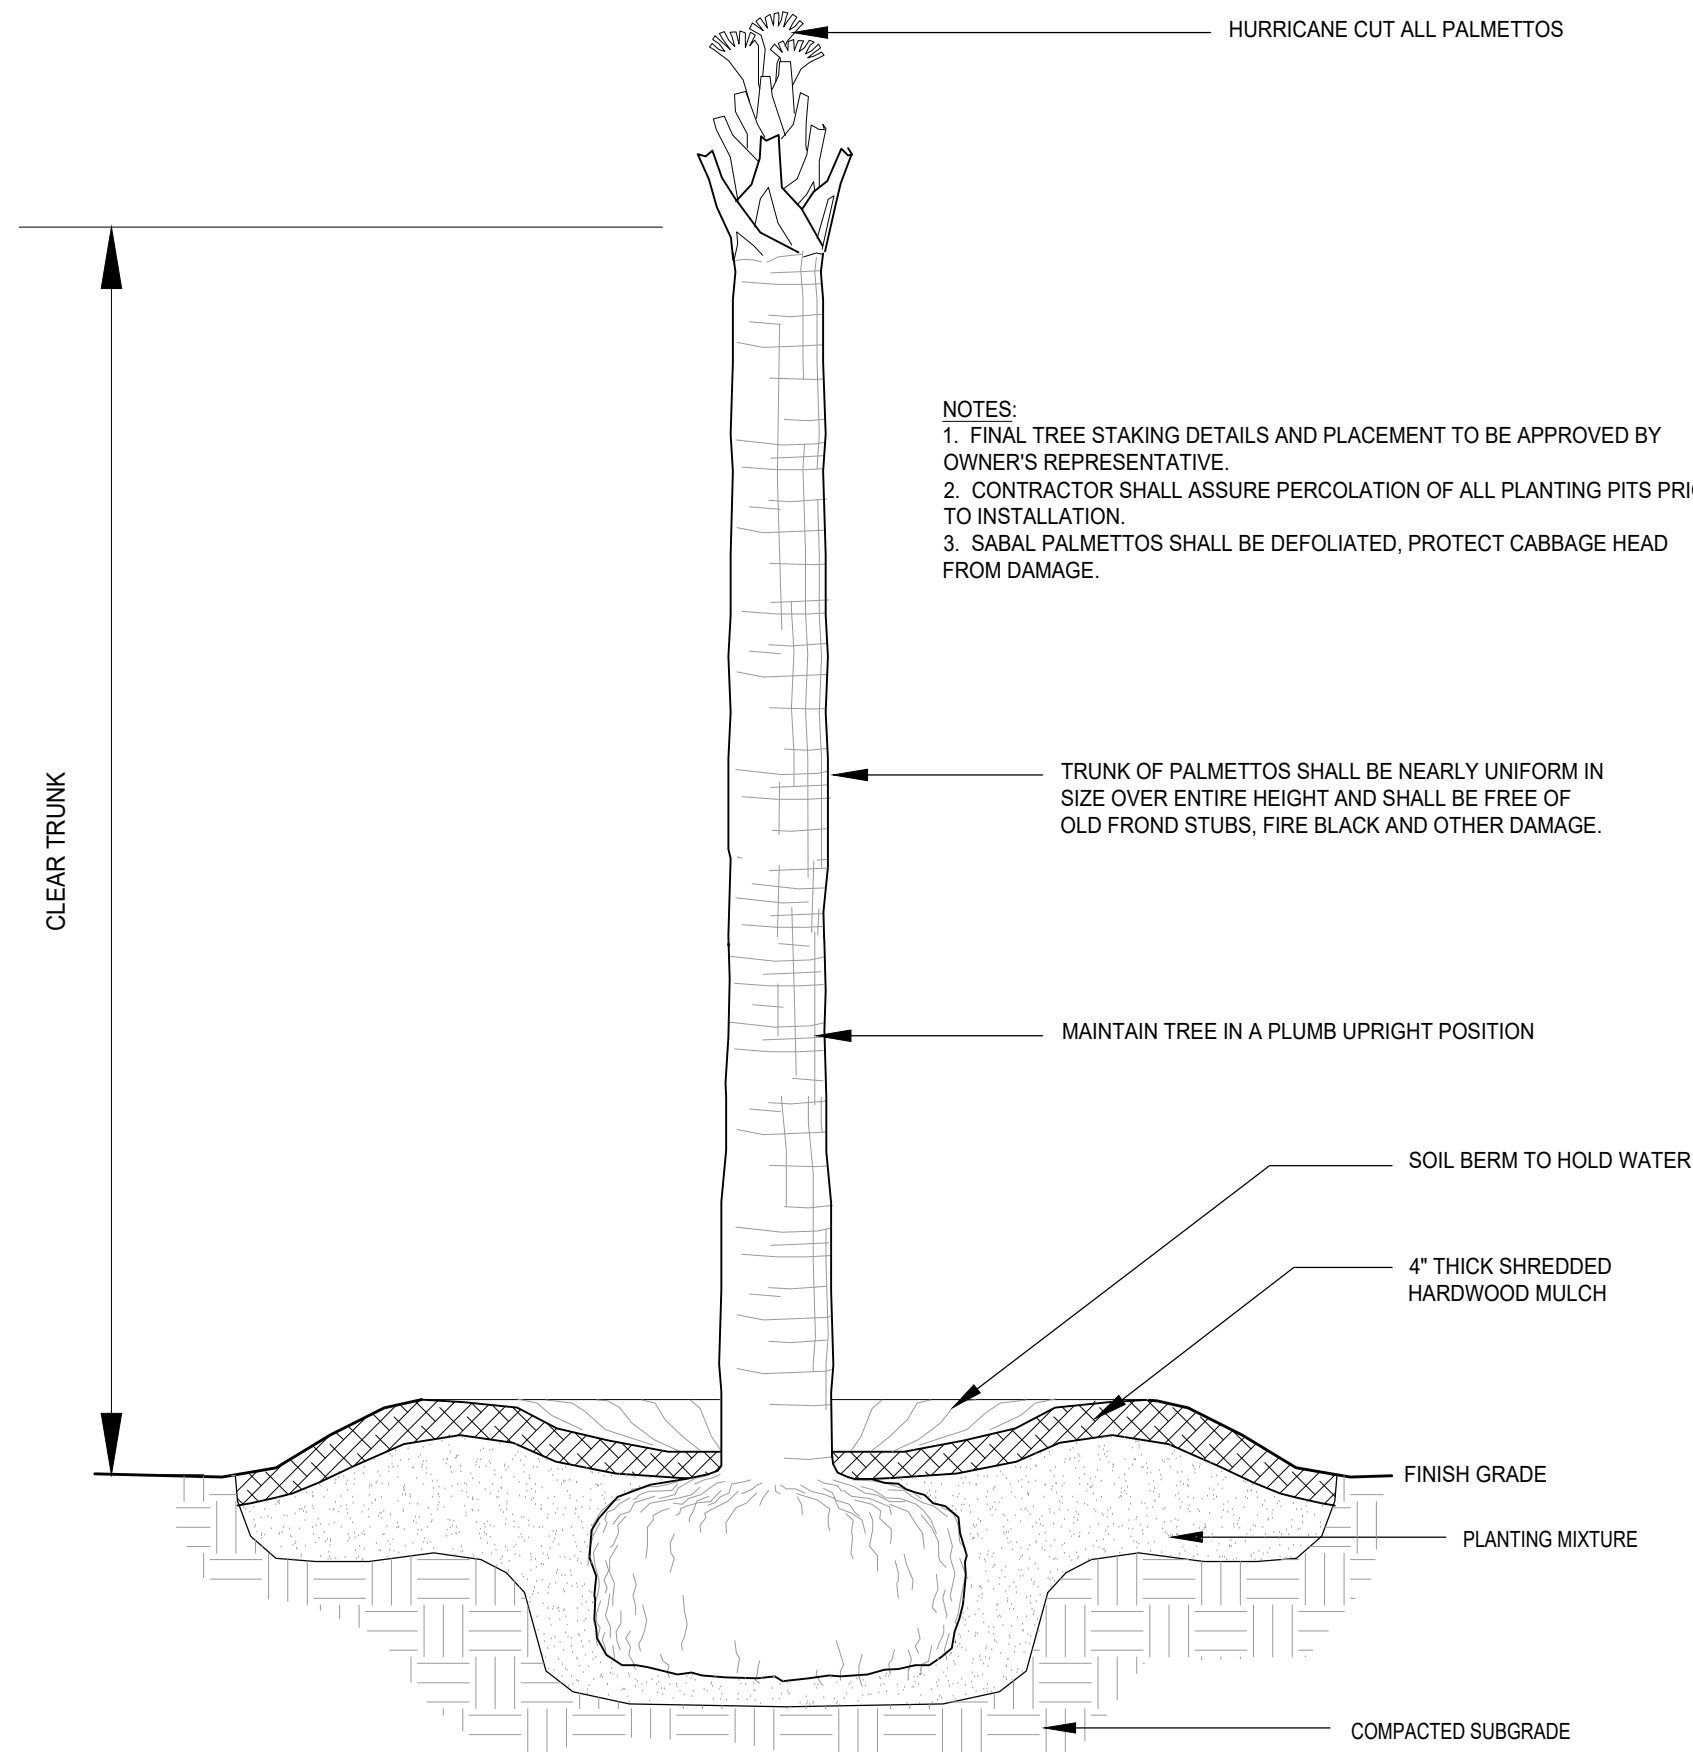 HURRICANE CUT ALL PALMETTOS
NOTES:
1. FINAL TREE STAKING DETAILS AND PLACEMENT TO BE APPROVED BY
OWNER'S REPRESENTATIVE.
2. CONTRACTOR SHALL ASSURE PERCOLATION OF ALL PLANTING PITS
TO INSTALLATION.
3. SABAL PALMETTOS SHALL BE DEFOLIATED, PROTECT CABBAGE HEAD
FROM DAMAGE.
TRUNK OF PALMETTOS SHALL BE NEARLY UNIFORM IN
SIZE OVER ENTIRE HEIGHT AND SHALL BE FREE OF
OLD FROND STUBS, FIRE BLACK AND OTHER DAMAGE.
CLEAR TRUNK
MAINTAIN TREE IN A PLUMB UPRIGHT POSITION
SOIL BERM TO HOLD WATER
4" THICK SHREDDED
HARDWOOD MULCH
FINISH GRADE
PLANTING MIXTURE
COMPACTED SUBGRADE